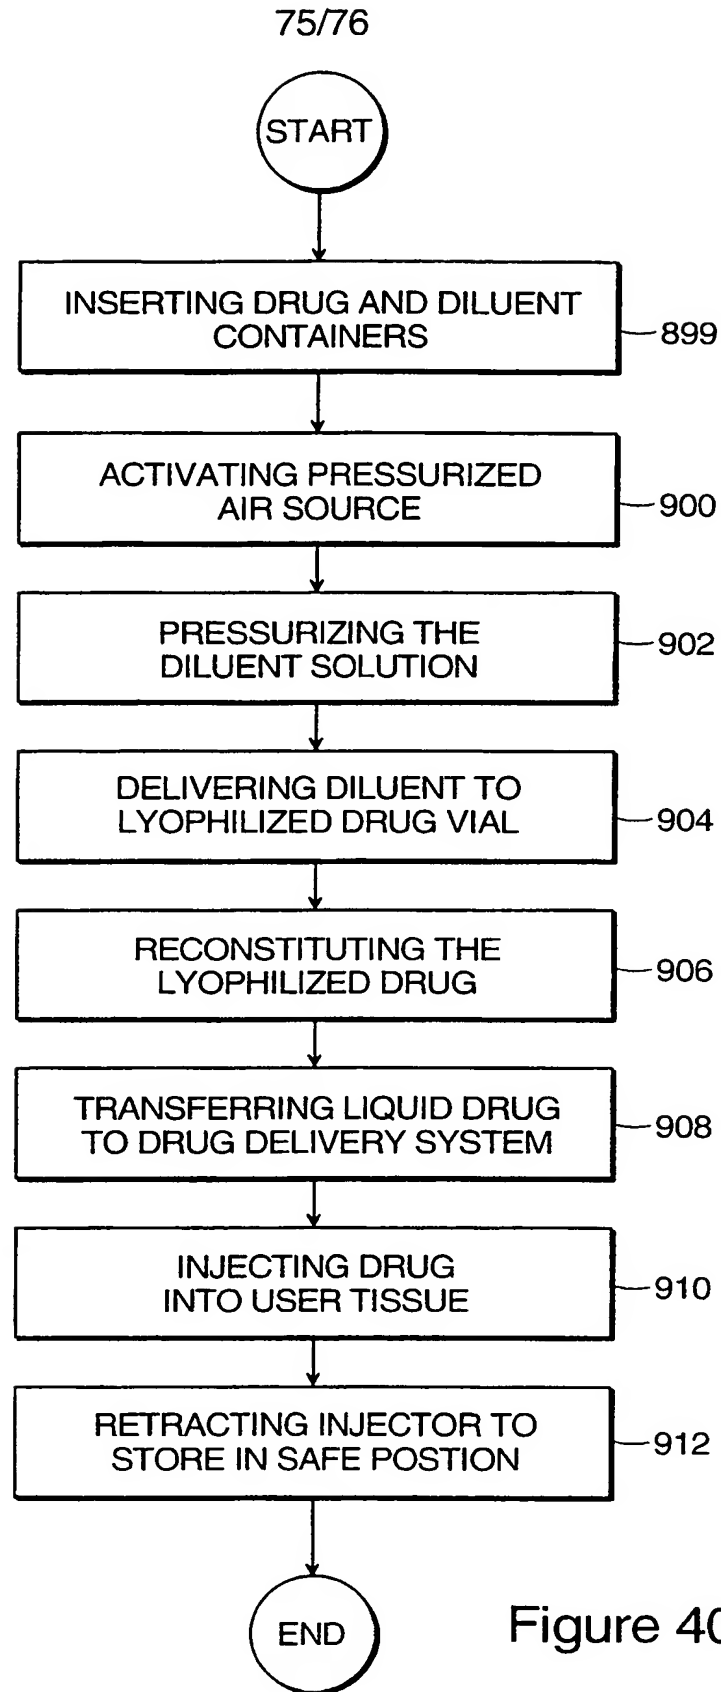 75/76
START
INSERTING DRUG AND DILUENT
CONTAINERS
899
ACTIVATING PRESSURIZED
AIR SOURCE
900
PRESSURIZING THE
DILUENT SOLUTION
902
DELIVERING DILUENT TO
LYOPHILIZED DRUG VIAL
904
RECONSTITUTING THE
LYOPHILIZED DRUG
906
TRANSFERRING LIQUID DRUG
TO DRUG DELIVERY SYSTEM
908
INJECTING DRUG
INTO USER TISSUE
910
RETRACTING INJECTOR TO
STORE IN SAFE POSTION
912
END
Figure 40